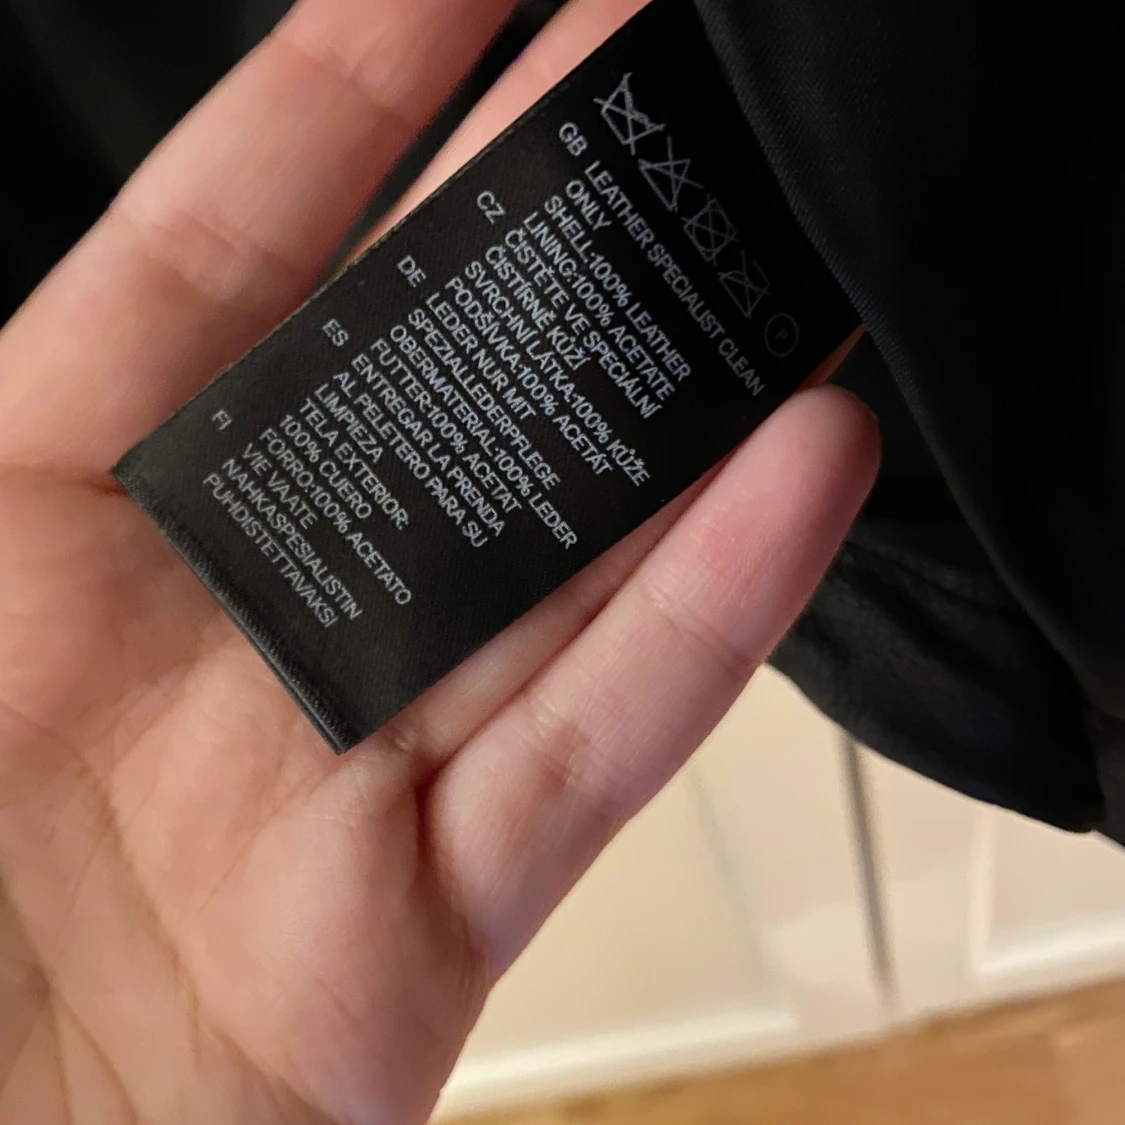 P
GB LEATHER SPECIALIST CLEAN
ONLY
SHELL:100% LEATHER
LINING:100% ACETATE
CZ ČISTĚTE VE SPECIÁLNÍ
ČISTÍRNĚ KŮŽÍ
SVRCHNÍ LÁTKA:100% KŮŽE
PODŠÍVKA:100% ACETÁT
DE LEDER NUR MIT
SPEZIALLEDERPFLEGE
OBERMATERIAL:100% LEDER
FUTTER:100% ACETAT
ES ENTREGAR LA PRENDA
AL PELETERO PARA SU
LIMPIEZA
TELA EXTERIOR:
100% CUERO
FORRO:100% ACETATO
FI VIE VAATE
NAHKASPESIALISTIN
PUHDISTETTAVAKSI